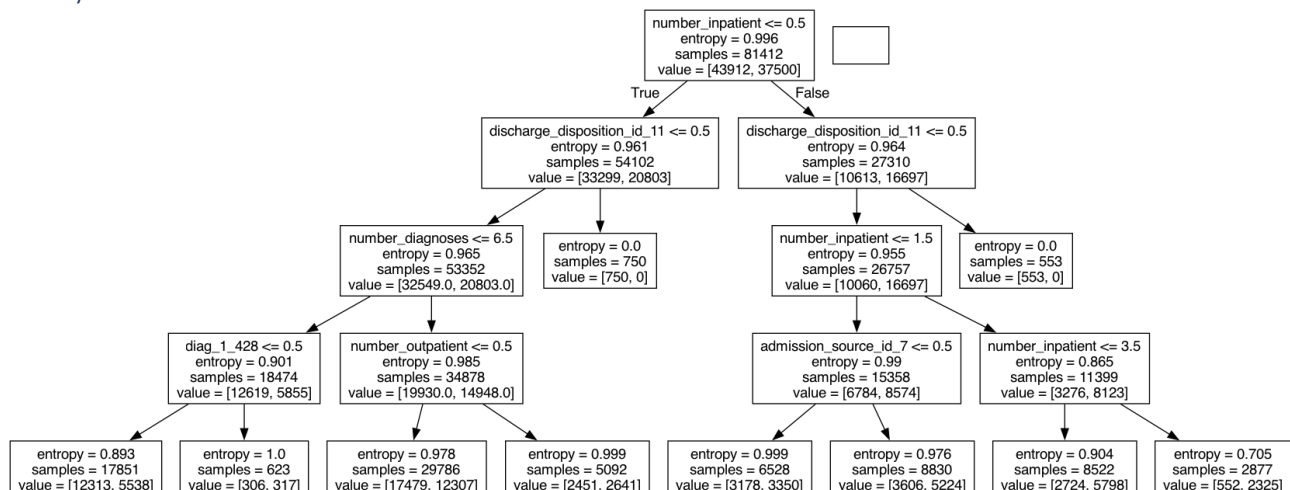 number_inpatient <= 0.5
entropy = 0.996
samples = 81412
value = [43912, 37500]
True
False
discharge_disposition_id_11 <= 0.5
entropy = 0.961
samples = 54102
value = [33299, 20803]
discharge_disposition_id_11 <= 0.5
entropy = 0.964
samples = 27310
value = [10613, 16697]
number_diagnoses <= 6.5
entropy = 0.965
samples = 53352
value = [32549.0, 20803.0]
entropy = 0.0
samples = 750
value = [750, 0]
number_inpatient <= 1.5
entropy = 0.955
samples = 26757
value = [10060, 16697]
entropy = 0.0
samples = 553
value = [553, 0]
diag_1_428 <= 0.5
entropy = 0.901
samples = 18474
value = [12619, 5855]
number_outpatient <= 0.5
entropy = 0.985
samples = 34878
value = [19930.0, 14948.0]
admission_source_id_7 <= 0.5
entropy = 0.99
samples = 15358
value = [6784, 8574]
number_inpatient <= 3.5
entropy = 0.865
samples = 11399
value = [3276, 8123]
entropy = 0.893
samples = 17851
value = [12313, 5538]
entropy = 1.0
samples = 623
value = [306, 317]
entropy = 0.978
samples = 29786
value = [17479, 12307]
entropy = 0.999
samples = 5092
value = [2451, 2641]
entropy = 0.999
samples = 6528
value = [3178, 3350]
entropy = 0.976
samples = 8830
value = [3606, 5224]
entropy = 0.904
samples = 8522
value = [2724, 5798]
entropy = 0.705
samples = 2877
value = [552, 2325]